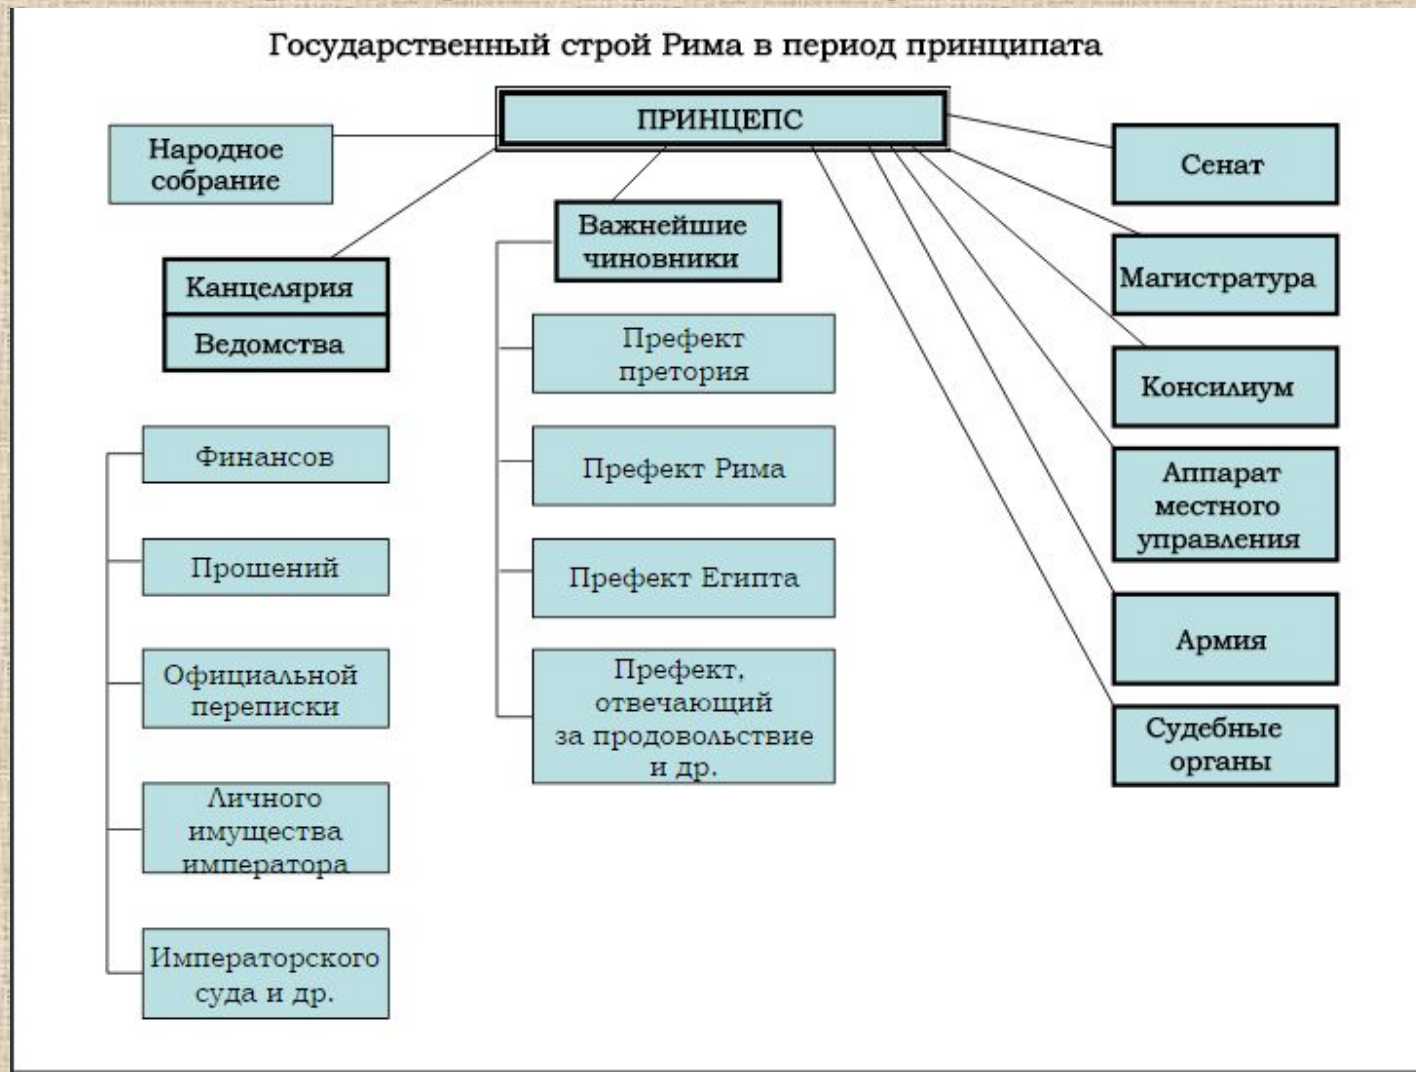 Государственный строй Рима в период принципата
ПРИНЦЕПС
Народное
собрание
Канцелярия
Ведомства
Финансов
Прошений
Официальной
переписки
Личного
имущества
императора
Императорского
суда и др.
Важнейшие
чиновники
Префект
претория
Префект Рима
Префект Египта
Префект,
отвечающий
за продовольствие
и др.
Сенат
Магистратура
Консилиум
Аппарат
местного
управления
Армия
Судебные
органы